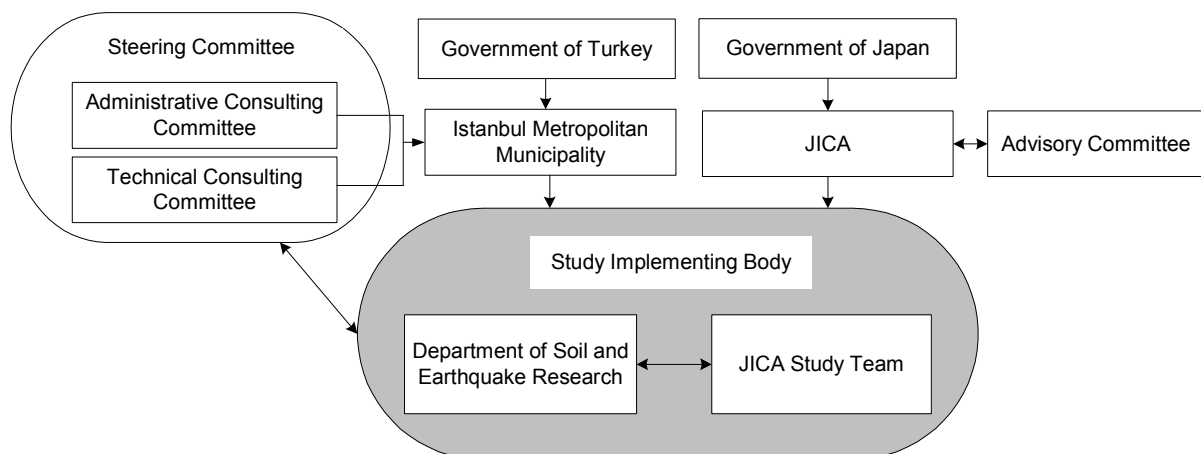 Steering Committee
Administrative Consulting
Committee
Technical Consulting
Committee
Government of Turkey
Istanbul Metropolitan
Municipality
Government of Japan
JICA
Advisory Committee
Study Implementing Body
Department of Soil and
Earthquake Research
JICA Study Team